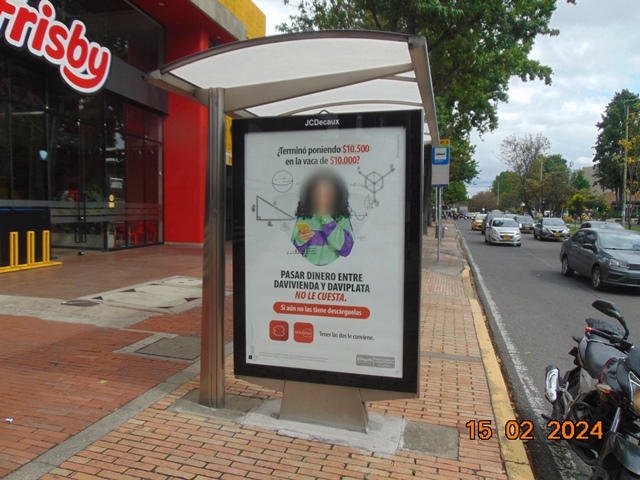 frisby
JCDecaux
¿Terminó poniendo $10.500
en la vaca de $10.000?
PASAR DINERO ENTRE
DAVIVIENDA Y DAVIPLATA
NO LE CUESTA.
Si aún no las tiene descárguelas
Tener las dos le conviene.
15 02 2024